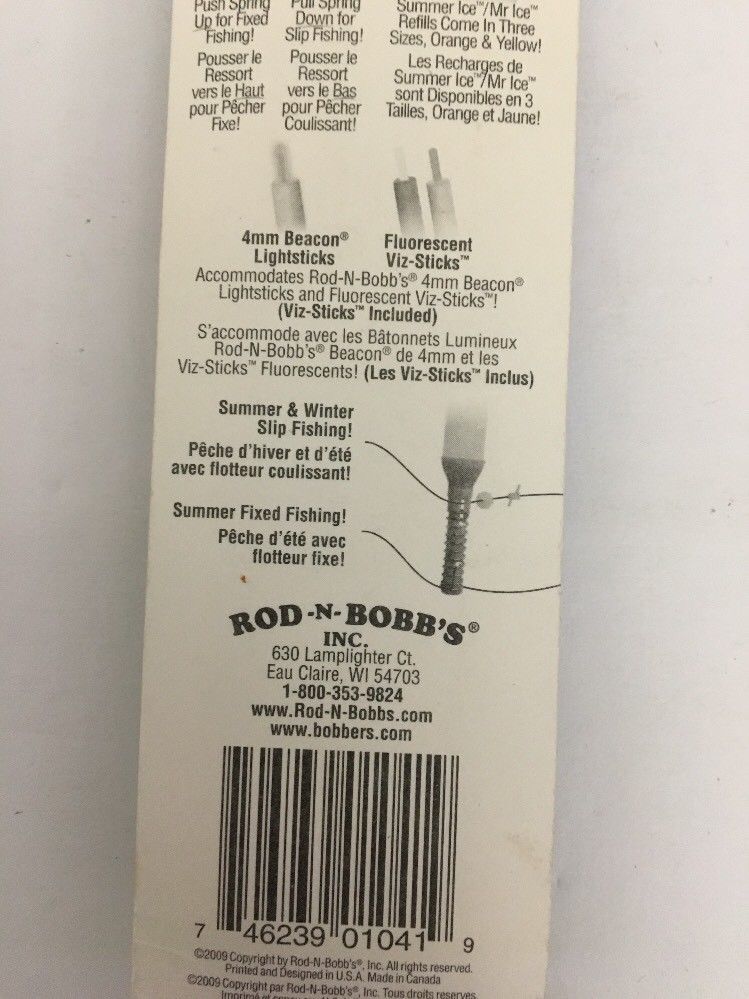 Push Spring
Up for Fixed
Fishing!
Pousser le
Ressort
vers le Haut
pour Pêcher
Fixe!
Pull Spring
Down for
Slip Fishing!
Pousser le
Ressort
vers le Bas
pour Pêcher
Coulissant!
Summer Ice™/Mr Ice™
Refills Come In Three
Sizes, Orange & Yellow!
Les Recharges de
Summer Ice™/Mr Ice™
sont Disponibles en 3
Tailles, Orange et Jaune!
4mm Beacon®
Lightsticks
Fluorescent
Viz-Sticks™
Accommodates Rod-N-Bobb's® 4mm Beacon®
Lightsticks and Fluorescent Viz-Sticks™!
(Viz-Sticks™ Included)
S'accommode avec les Bâtonnets Lumineux
Rod-N-Bobb's® Beacon® de 4mm et les
Viz-Sticks™ Fluorescents! (Les Viz-Sticks™ Inclus)
Summer & Winter
Slip Fishing!
Pêche d'hiver et d'été
avec flotteur coulissant!
Summer Fixed Fishing!
Pêche d'été avec
flotteur fixe!
ROD-N-BOBB'S®
INC.
630 Lamplighter Ct.
Eau Claire, WI 54703
1-800-353-9824
www.Rod-N-Bobbs.com
www.bobbers.com
7 46239 01041 9
©2009 Copyright by Rod-N-Bobb's®, Inc. All rights reserved.
Printed and Designed in U.S.A. Made in Canada
©2009 Copyright par Rod-N-Bobb's®, Inc. Tous droits reserves
Imprimé et